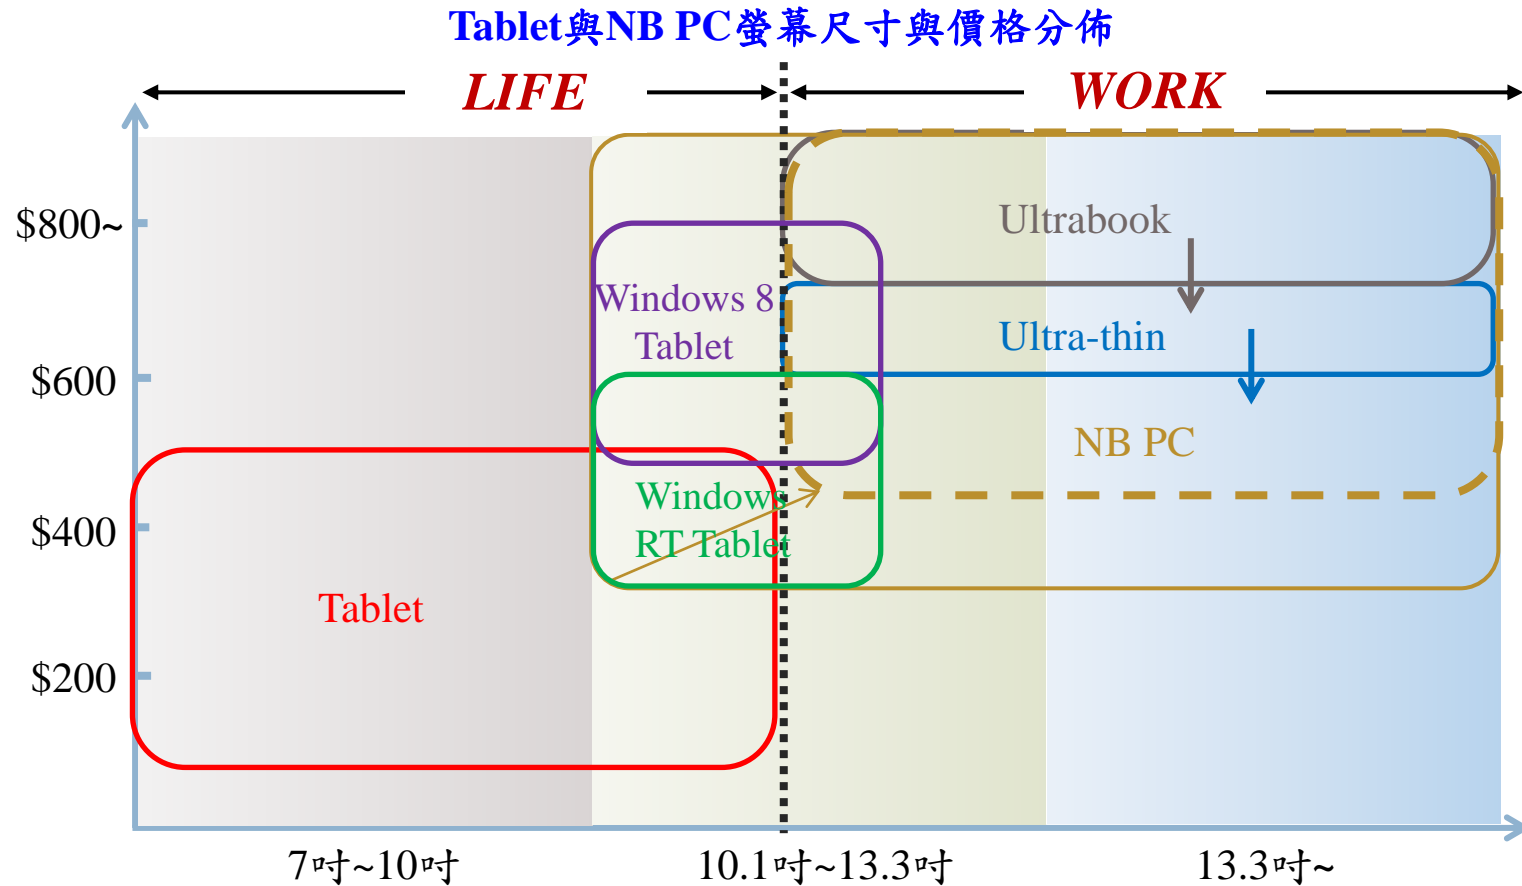 Tablet與NB PC螢幕尺寸與價格分佈
LIFE
WORK
$800~
$600
$400
$200
Ultrabook
Windows 8
Tablet
Ultra-thin
NB PC
Windows
RT Tablet
Tablet
7吋~10吋
10.1吋~13.3吋
13.3吋~